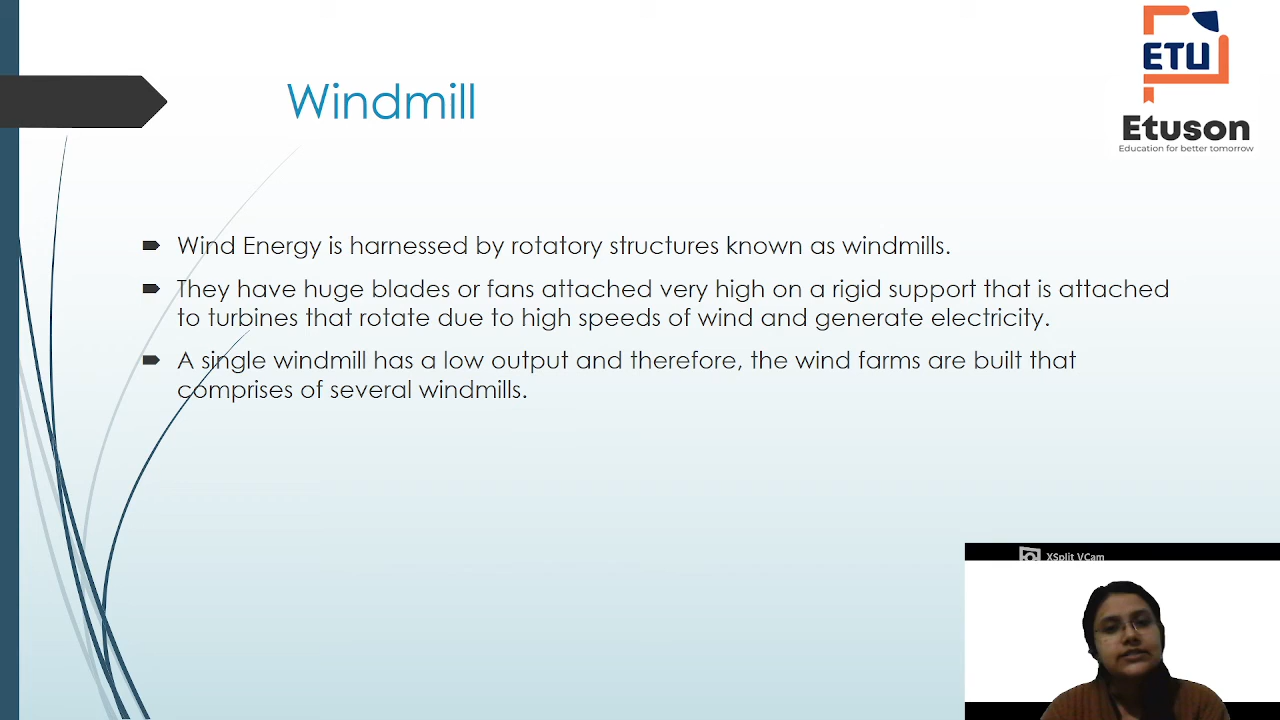 Windmill
ETU
Etuson
Education for better tomorrow
Wind Energy is harnessed by rotatory structures known as windmills.
They have huge blades or fans attached very high on a rigid support that is attached
to turbines that rotate due to high speeds of wind and generate electricity.
A single windmill has a low output and therefore, the wind farms are built that
comprises of several windmills.
XSplit VCam